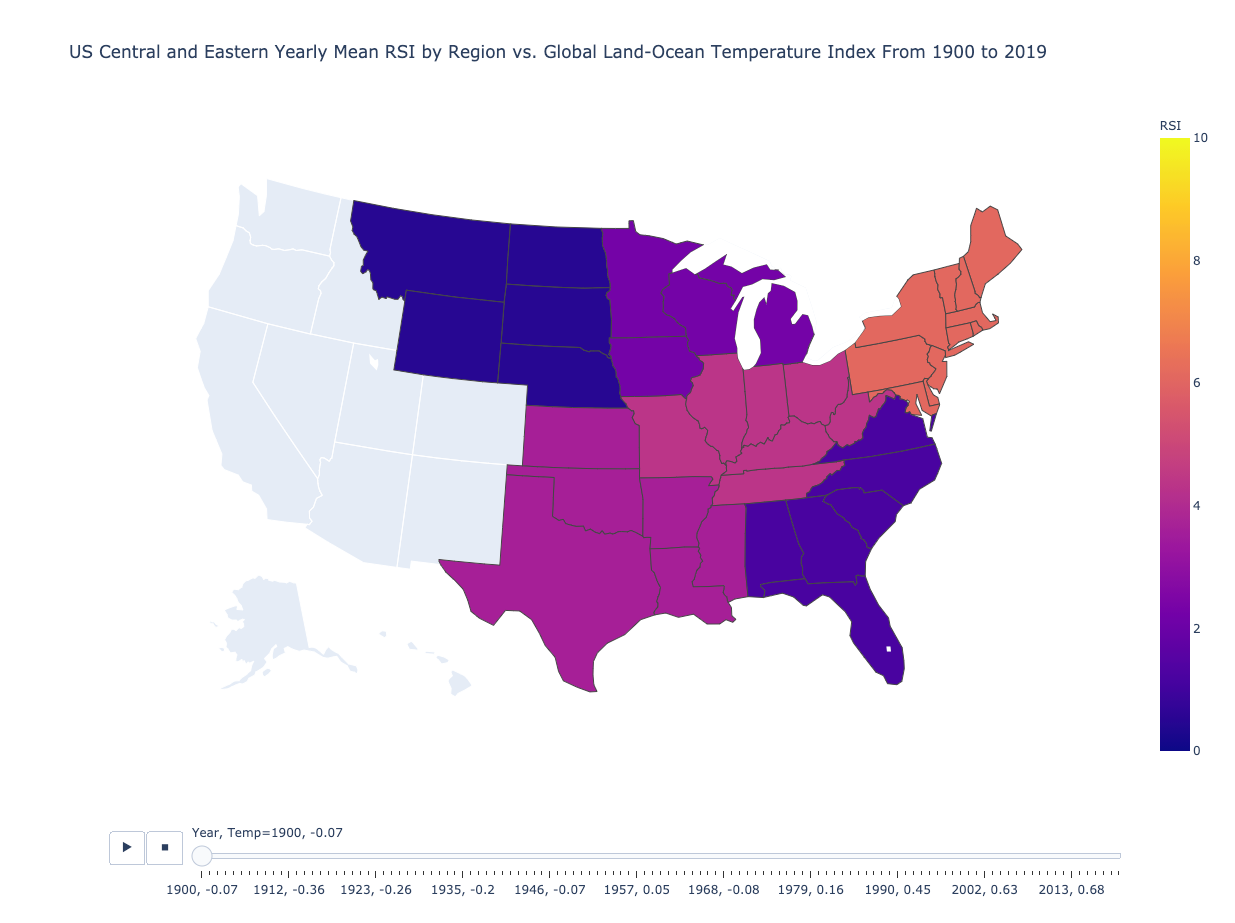 US Central and Eastern Yearly Mean RSI by Region vs. Global Land-Ocean Temperature Index From 1900 to 2019
RSI
10
8
6
4
2
0
Year, Temp=1900, -0.07
1900, -0.07 1912, -0.36 1923, -0.26 1935, -0.2 1946, -0.07 1957, 0.05 1968, -0.08 1979, 0.16 1990, 0.45 2002, 0.63 2013, 0.68